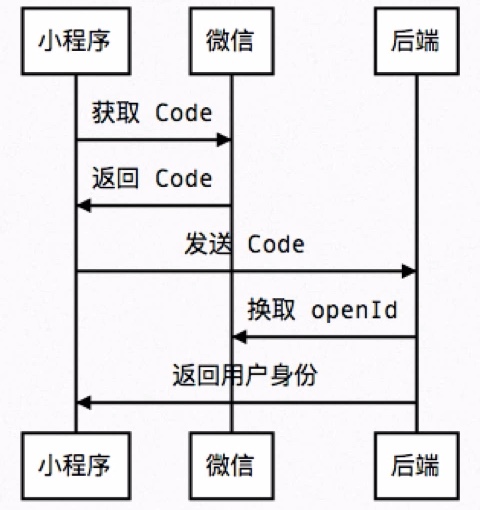 小程序 微信 后端
获取 Code
返回 Code
发送 Code
换取 openId
返回用户身份
小程序 微信 后端